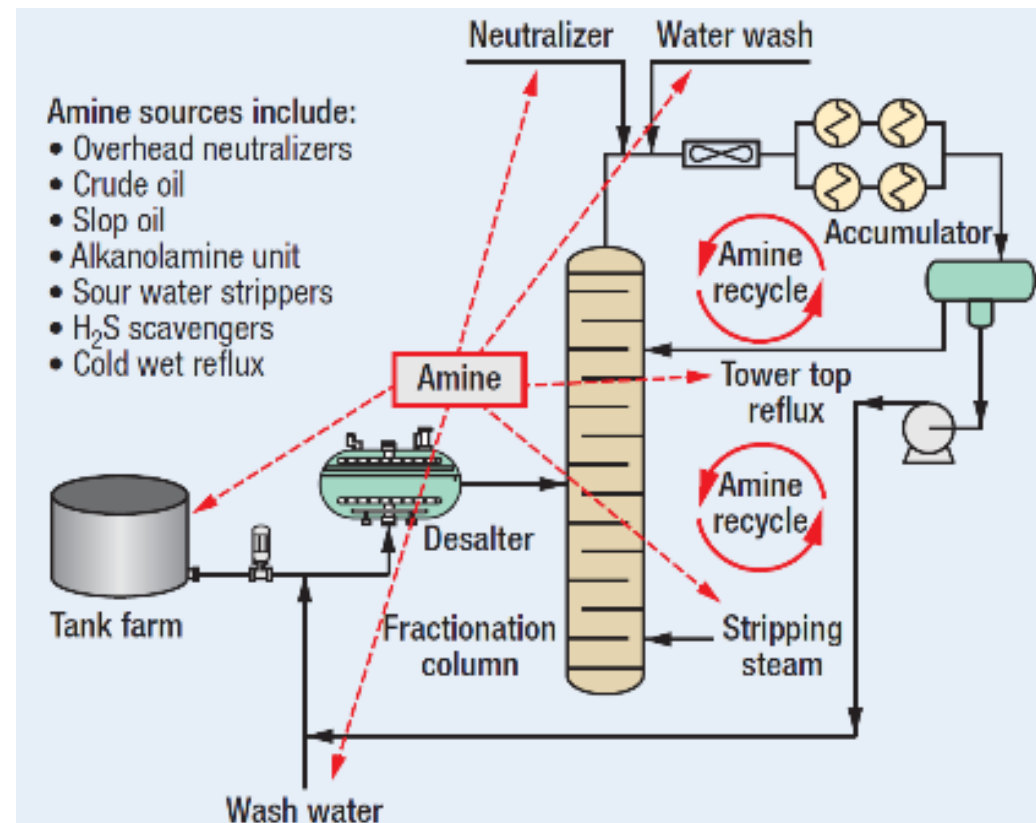 Neutralizer
Water wash
Amine sources include:
• Overhead neutralizers
• Crude oil
• Slop oil
• Alkanolamine unit
• Sour water strippers
• H₂S scavengers
• Cold wet reflux
Accumulator
Amine
recycle
Amine
Tower top
reflux
Amine
recycle
Desalter
Tank farm
Fractionation
column
Stripping
steam
Wash water